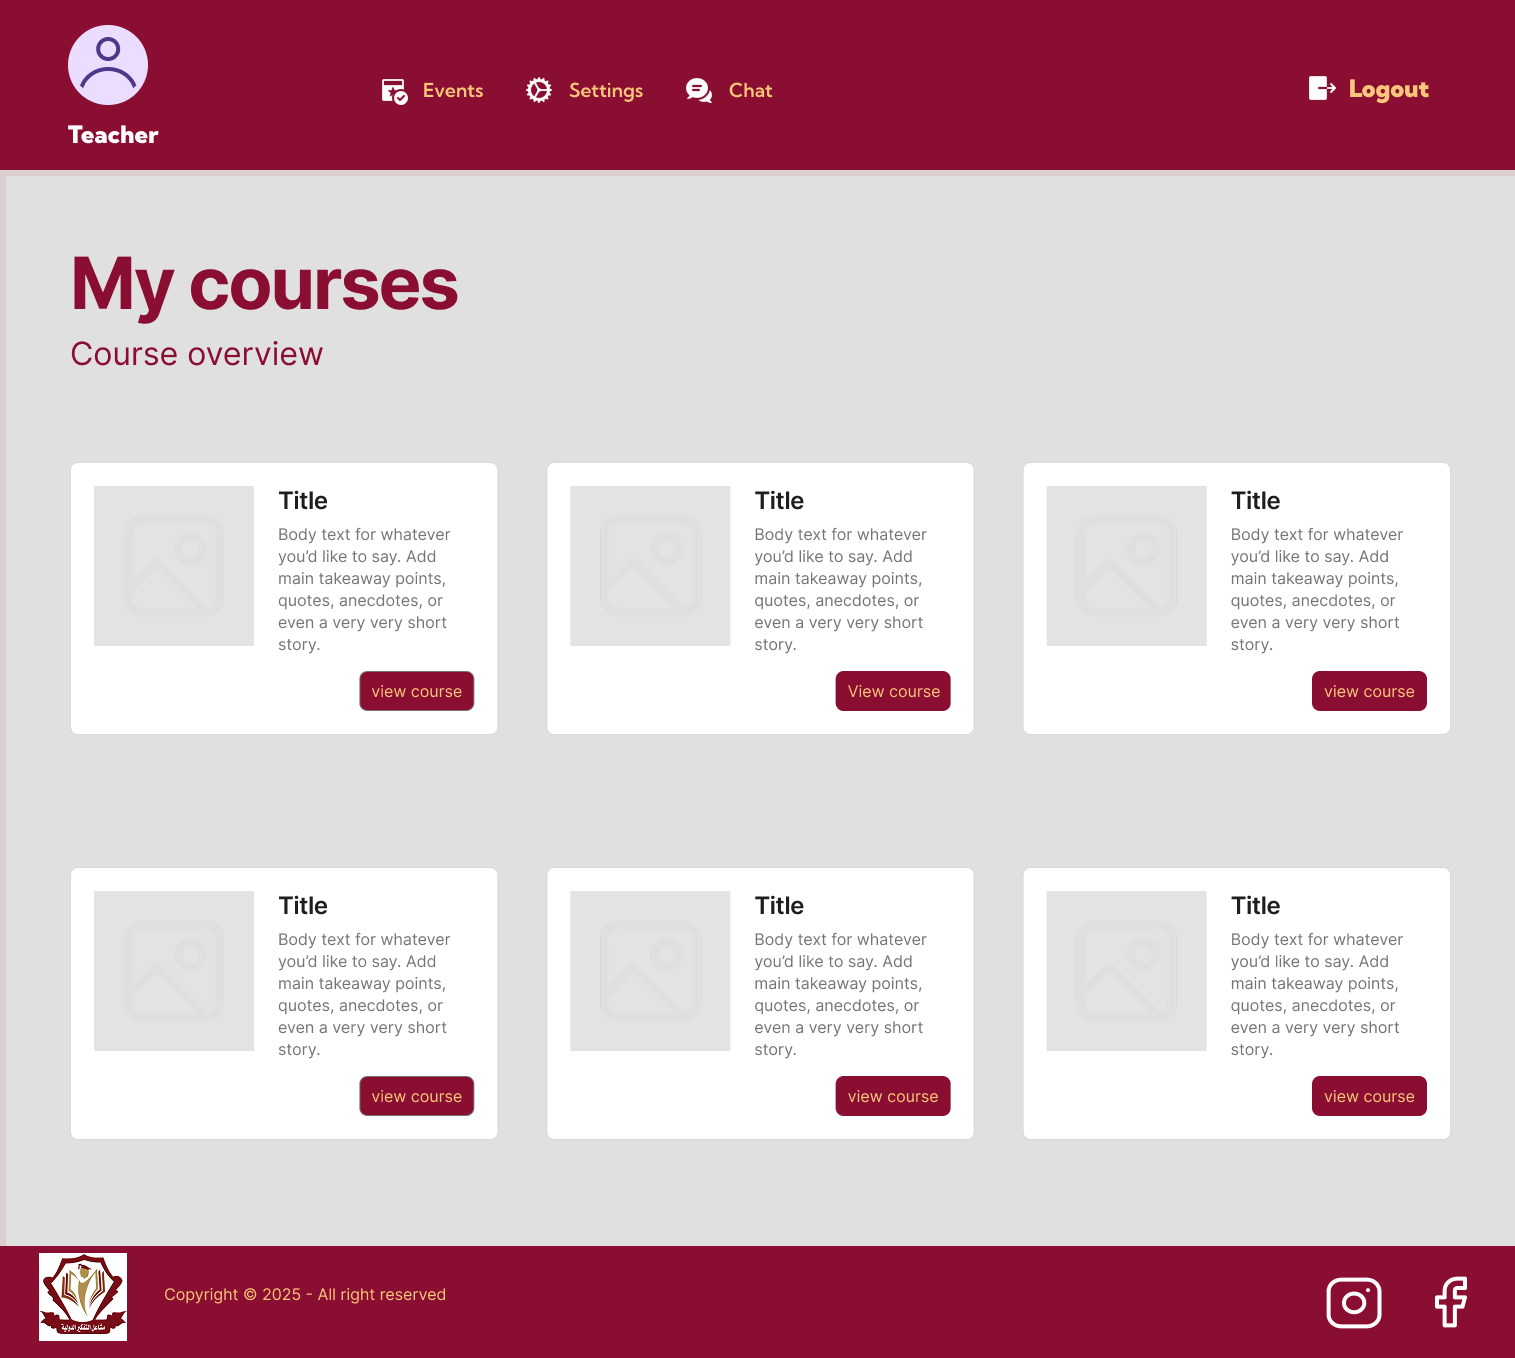 Teacher
Events
Settings
Chat
Logout
My courses
Course overview
Title
Body text for whatever
you’d like to say. Add
main takeaway points,
quotes, anecdotes, or
even a very very short
story.
view course
Title
Body text for whatever
you’d like to say. Add
main takeaway points,
quotes, anecdotes, or
even a very very short
story.
View course
Title
Body text for whatever
you’d like to say. Add
main takeaway points,
quotes, anecdotes, or
even a very very short
story.
view course
Title
Body text for whatever
you’d like to say. Add
main takeaway points,
quotes, anecdotes, or
even a very very short
story.
view course
Title
Body text for whatever
you’d like to say. Add
main takeaway points,
quotes, anecdotes, or
even a very very short
story.
view course
Title
Body text for whatever
you’d like to say. Add
main takeaway points,
quotes, anecdotes, or
even a very very short
story.
view course
مشاعل التفكير الدولية
Copyright © 2025 - All right reserved